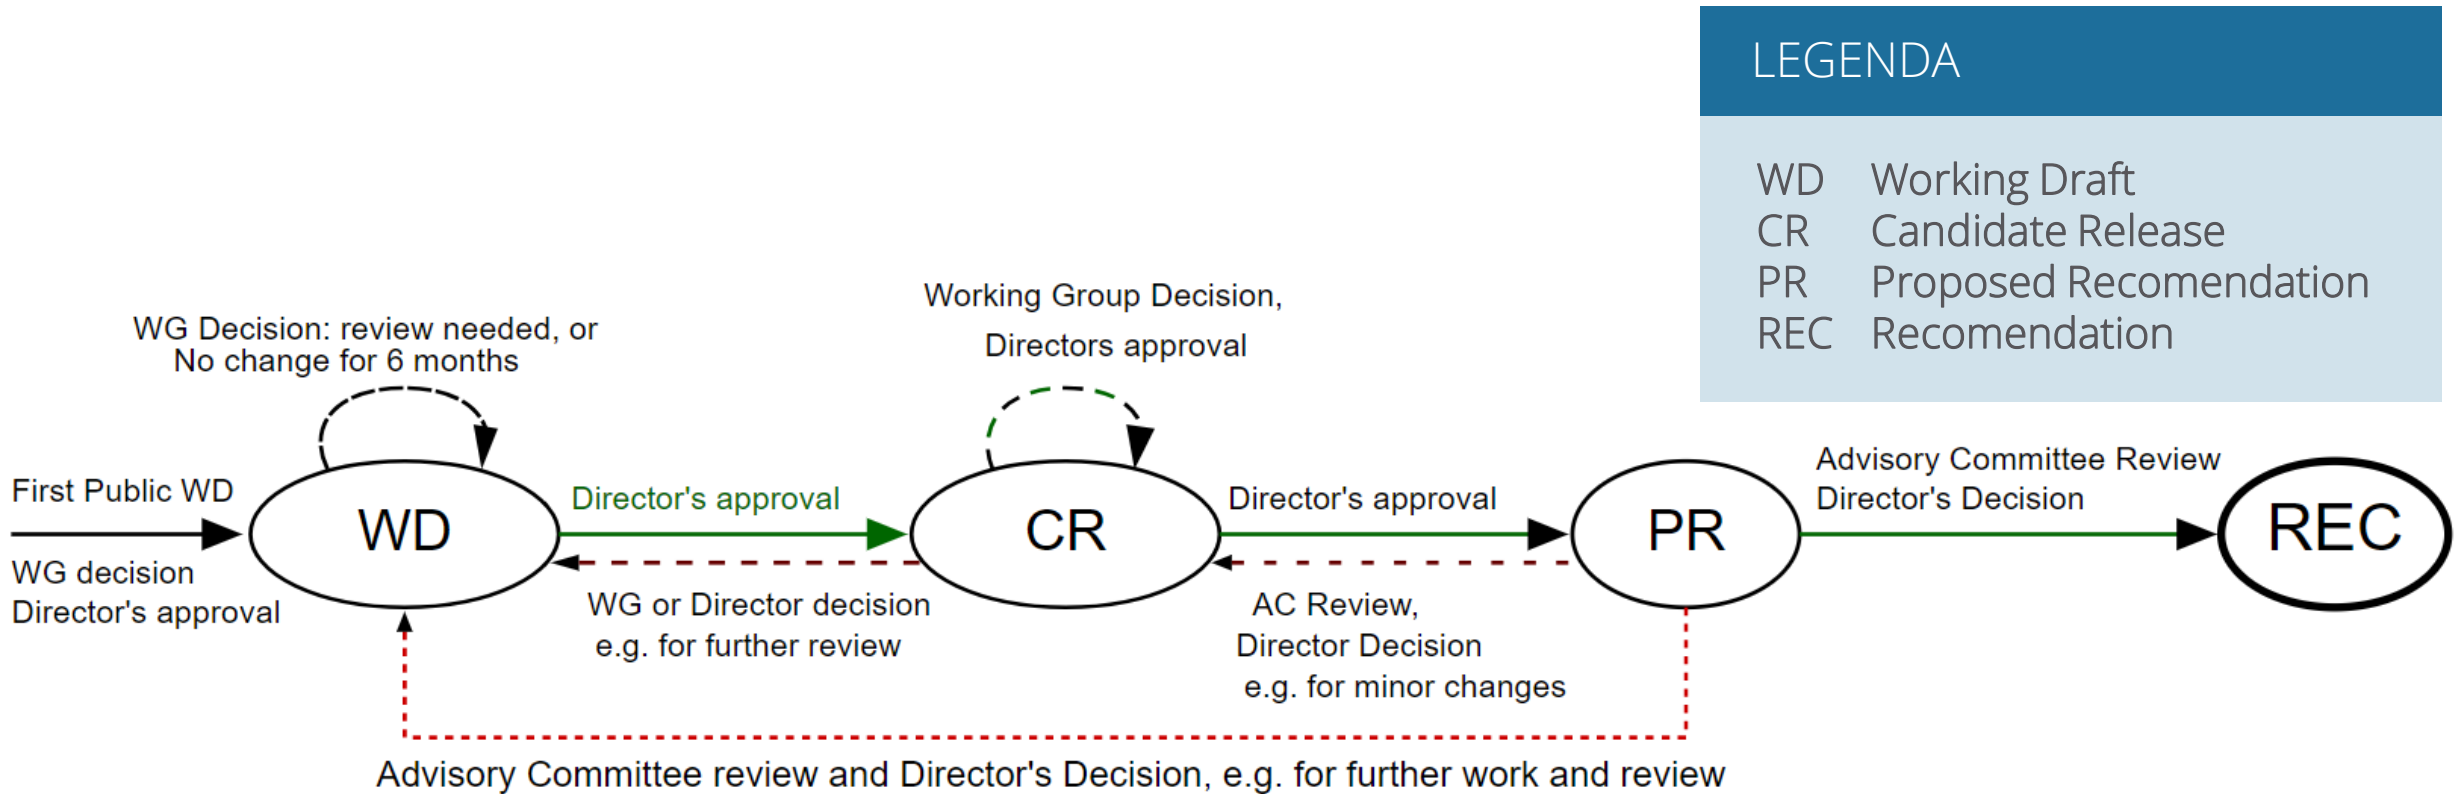 LEGENDA
WD Working Draft
CR Candidate Release
PR Proposed Recomendation
REC Recomendation
WG Decision: review needed, or
No change for 6 months
Working Group Decision,
Directors approval
First Public WD
WG decision
Director's approval
WD
Director's approval
WG or Director decision
e.g. for further review
CR
Director's approval
AC Review,
Director Decision
e.g. for minor changes
PR
Advisory Committee Review
Director's Decision
REC
Advisory Committee review and Director's Decision, e.g. for further work and review